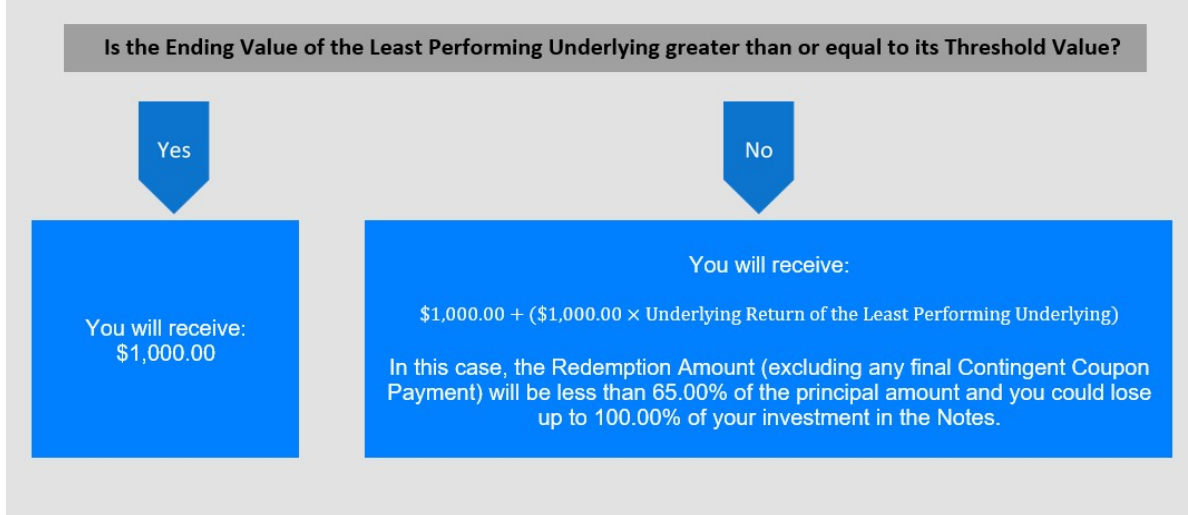 Is the Ending Value of the Least Performing Underlying greater than or equal to its Threshold Value?
Yes
No
You will receive:
$1,000.00
You will receive:
$1,000.00 + ($1,000.00 × Underlying Return of the Least Performing Underlying)
In this case, the Redemption Amount (excluding any final Contingent Coupon
Payment) will be less than 65.00% of the principal amount and you could lose
up to 100.00% of your investment in the Notes.